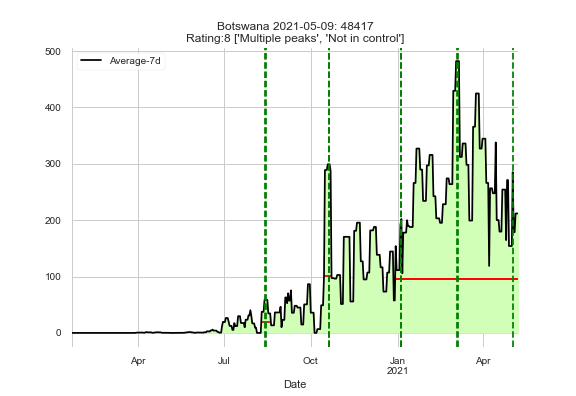 Botswana 2021-05-09: 48417
Rating:8 ['Multiple peaks', 'Not in control']
Average-7d
500
400
300
200
100
0
Apr
Jul
Oct
Jan
2021
Apr
Date